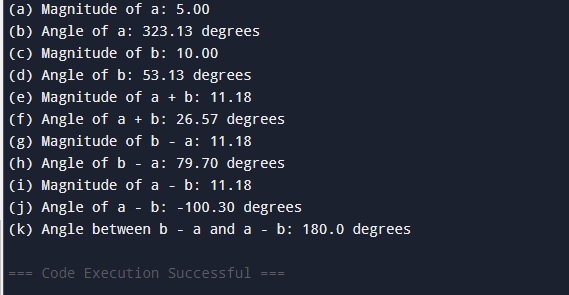 (a) Magnitude of a: 5.00
(b) Angle of a: 323.13 degrees
(c) Magnitude of b: 10.00
(d) Angle of b: 53.13 degrees
(e) Magnitude of a + b: 11.18
(f) Angle of a + b: 26.57 degrees
(g) Magnitude of b - a: 11.18
(h) Angle of b - a: 79.70 degrees
(i) Magnitude of a - b: 11.18
(j) Angle of a - b: -100.30 degrees
(k) Angle between b - a and a - b: 180.0 degrees
=== Code Execution Successful ===